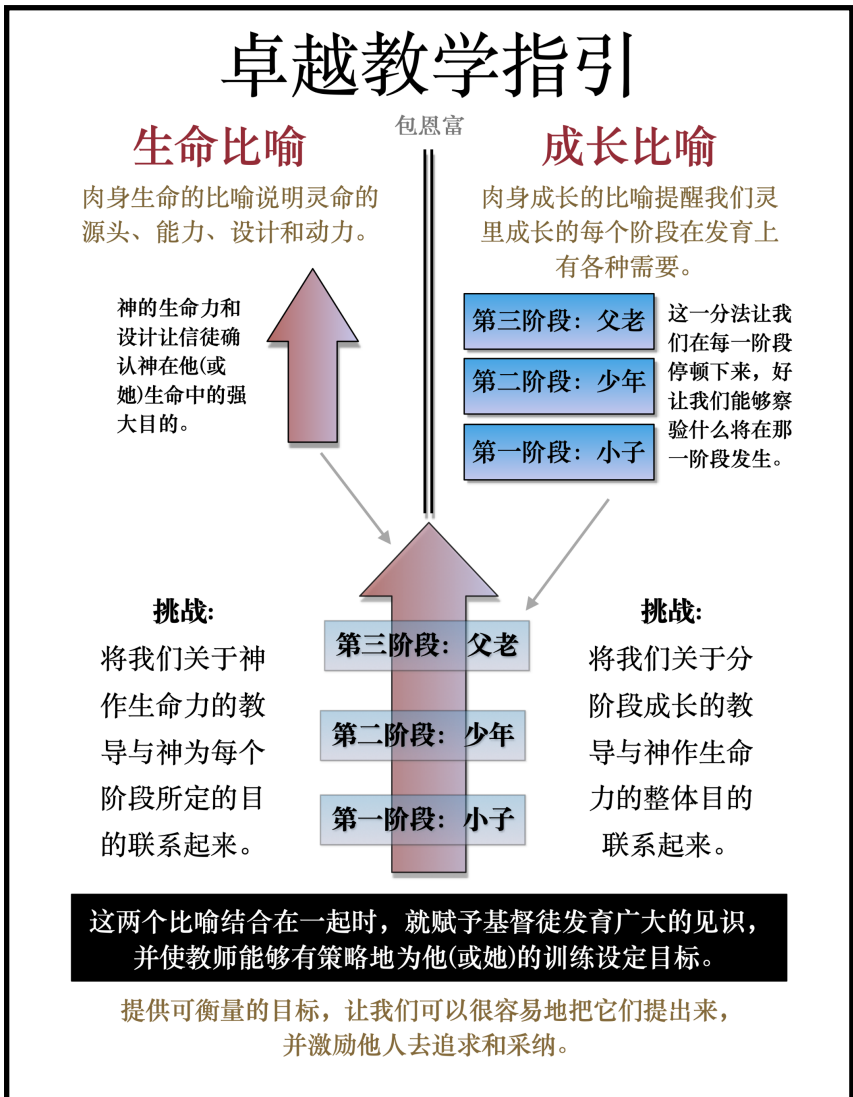 卓越教学指引
包恩富
生命比喻
肉身生命的比喻说明灵命的
源头、能力、设计和动力。
神的生命力和
设计让信徒确
认神在他(或
她)生命中的强
大目的。
成长比喻
肉身成长的比喻提醒我们灵
里成长的每个阶段在发育上
有各种需要。
第三阶段：父老
第二阶段：少年
第一阶段：小子
这一分法让我
们在每一阶段
停顿下来，好
让我们能够察
验什么将在那
一阶段发生。
挑战:
将我们关于神
作生命力的教
导与神为每个
阶段所定的目
的联系起来。
第三阶段：父老
第二阶段：少年
第一阶段：小子
挑战:
将我们关于分
阶段成长的教
导与神作生命
力的整体目的
联系起来。
这两个比喻结合在一起时，就赋予基督徒发育广大的见识，
并使教师能够有策略地为他(或她)的训练设定目标。
提供可衡量的目标，让我们可以很容易地把它们提出来，
并激励他人去追求和采纳。